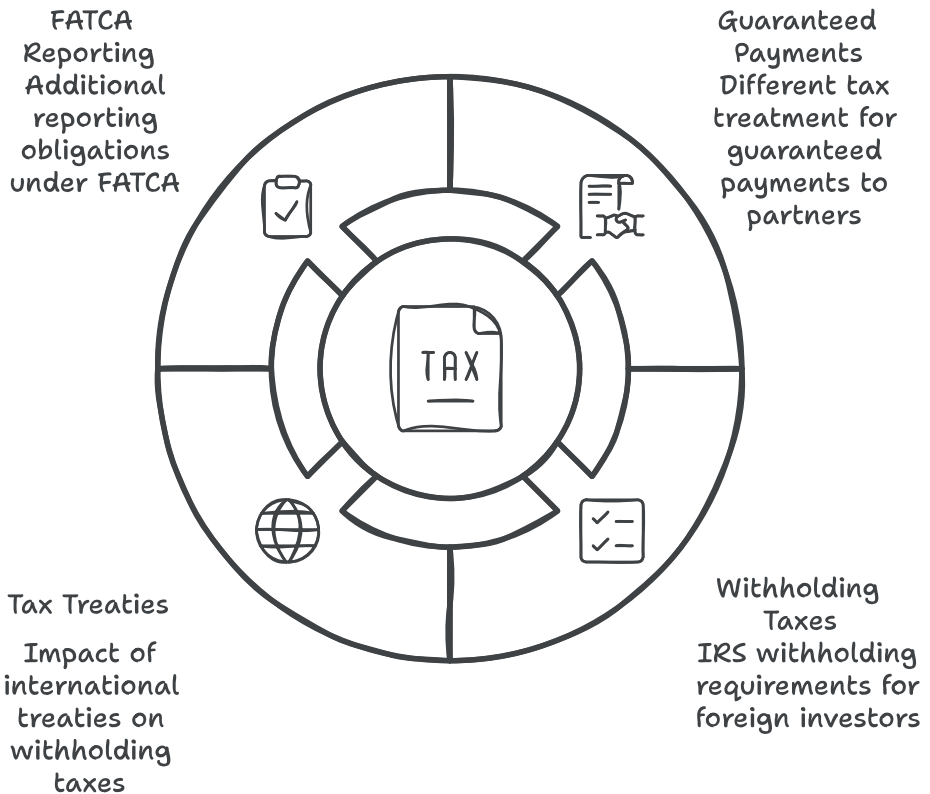 FATCA
Reporting
Additional
reporting
obligations
under FATCA
Guaranteed
Payments
Different tax
treatment for
guaranteed
payments to
partners
TAX
Tax Treaties
Impact of
international
treaties on
withholding
taxes
Withholding
Taxes
IRS withholding
requirements for
foreign investors